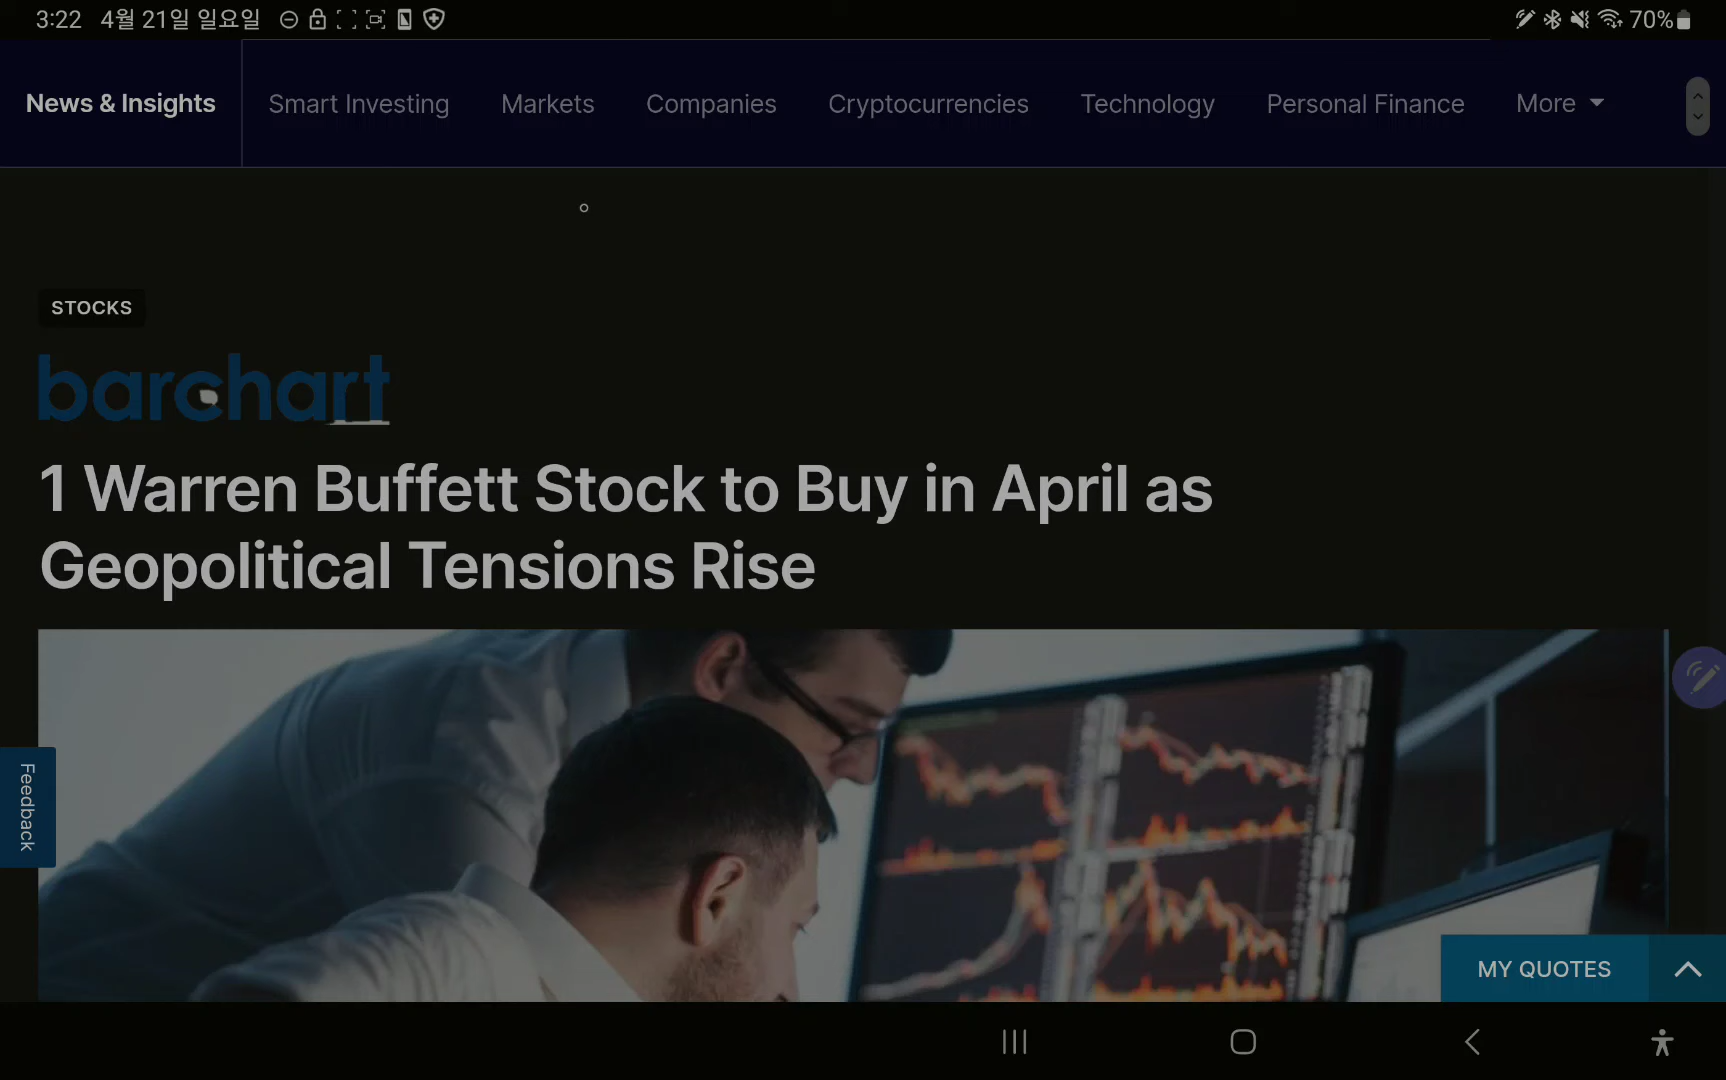 3:22 4월 21일 일요일 70%
News & Insights Smart Investing Markets Companies Cryptocurrencies Technology Personal Finance More
STOCKS
barchart
1 Warren Buffett Stock to Buy in April as
Geopolitical Tensions Rise
Feedback
MY QUOTES